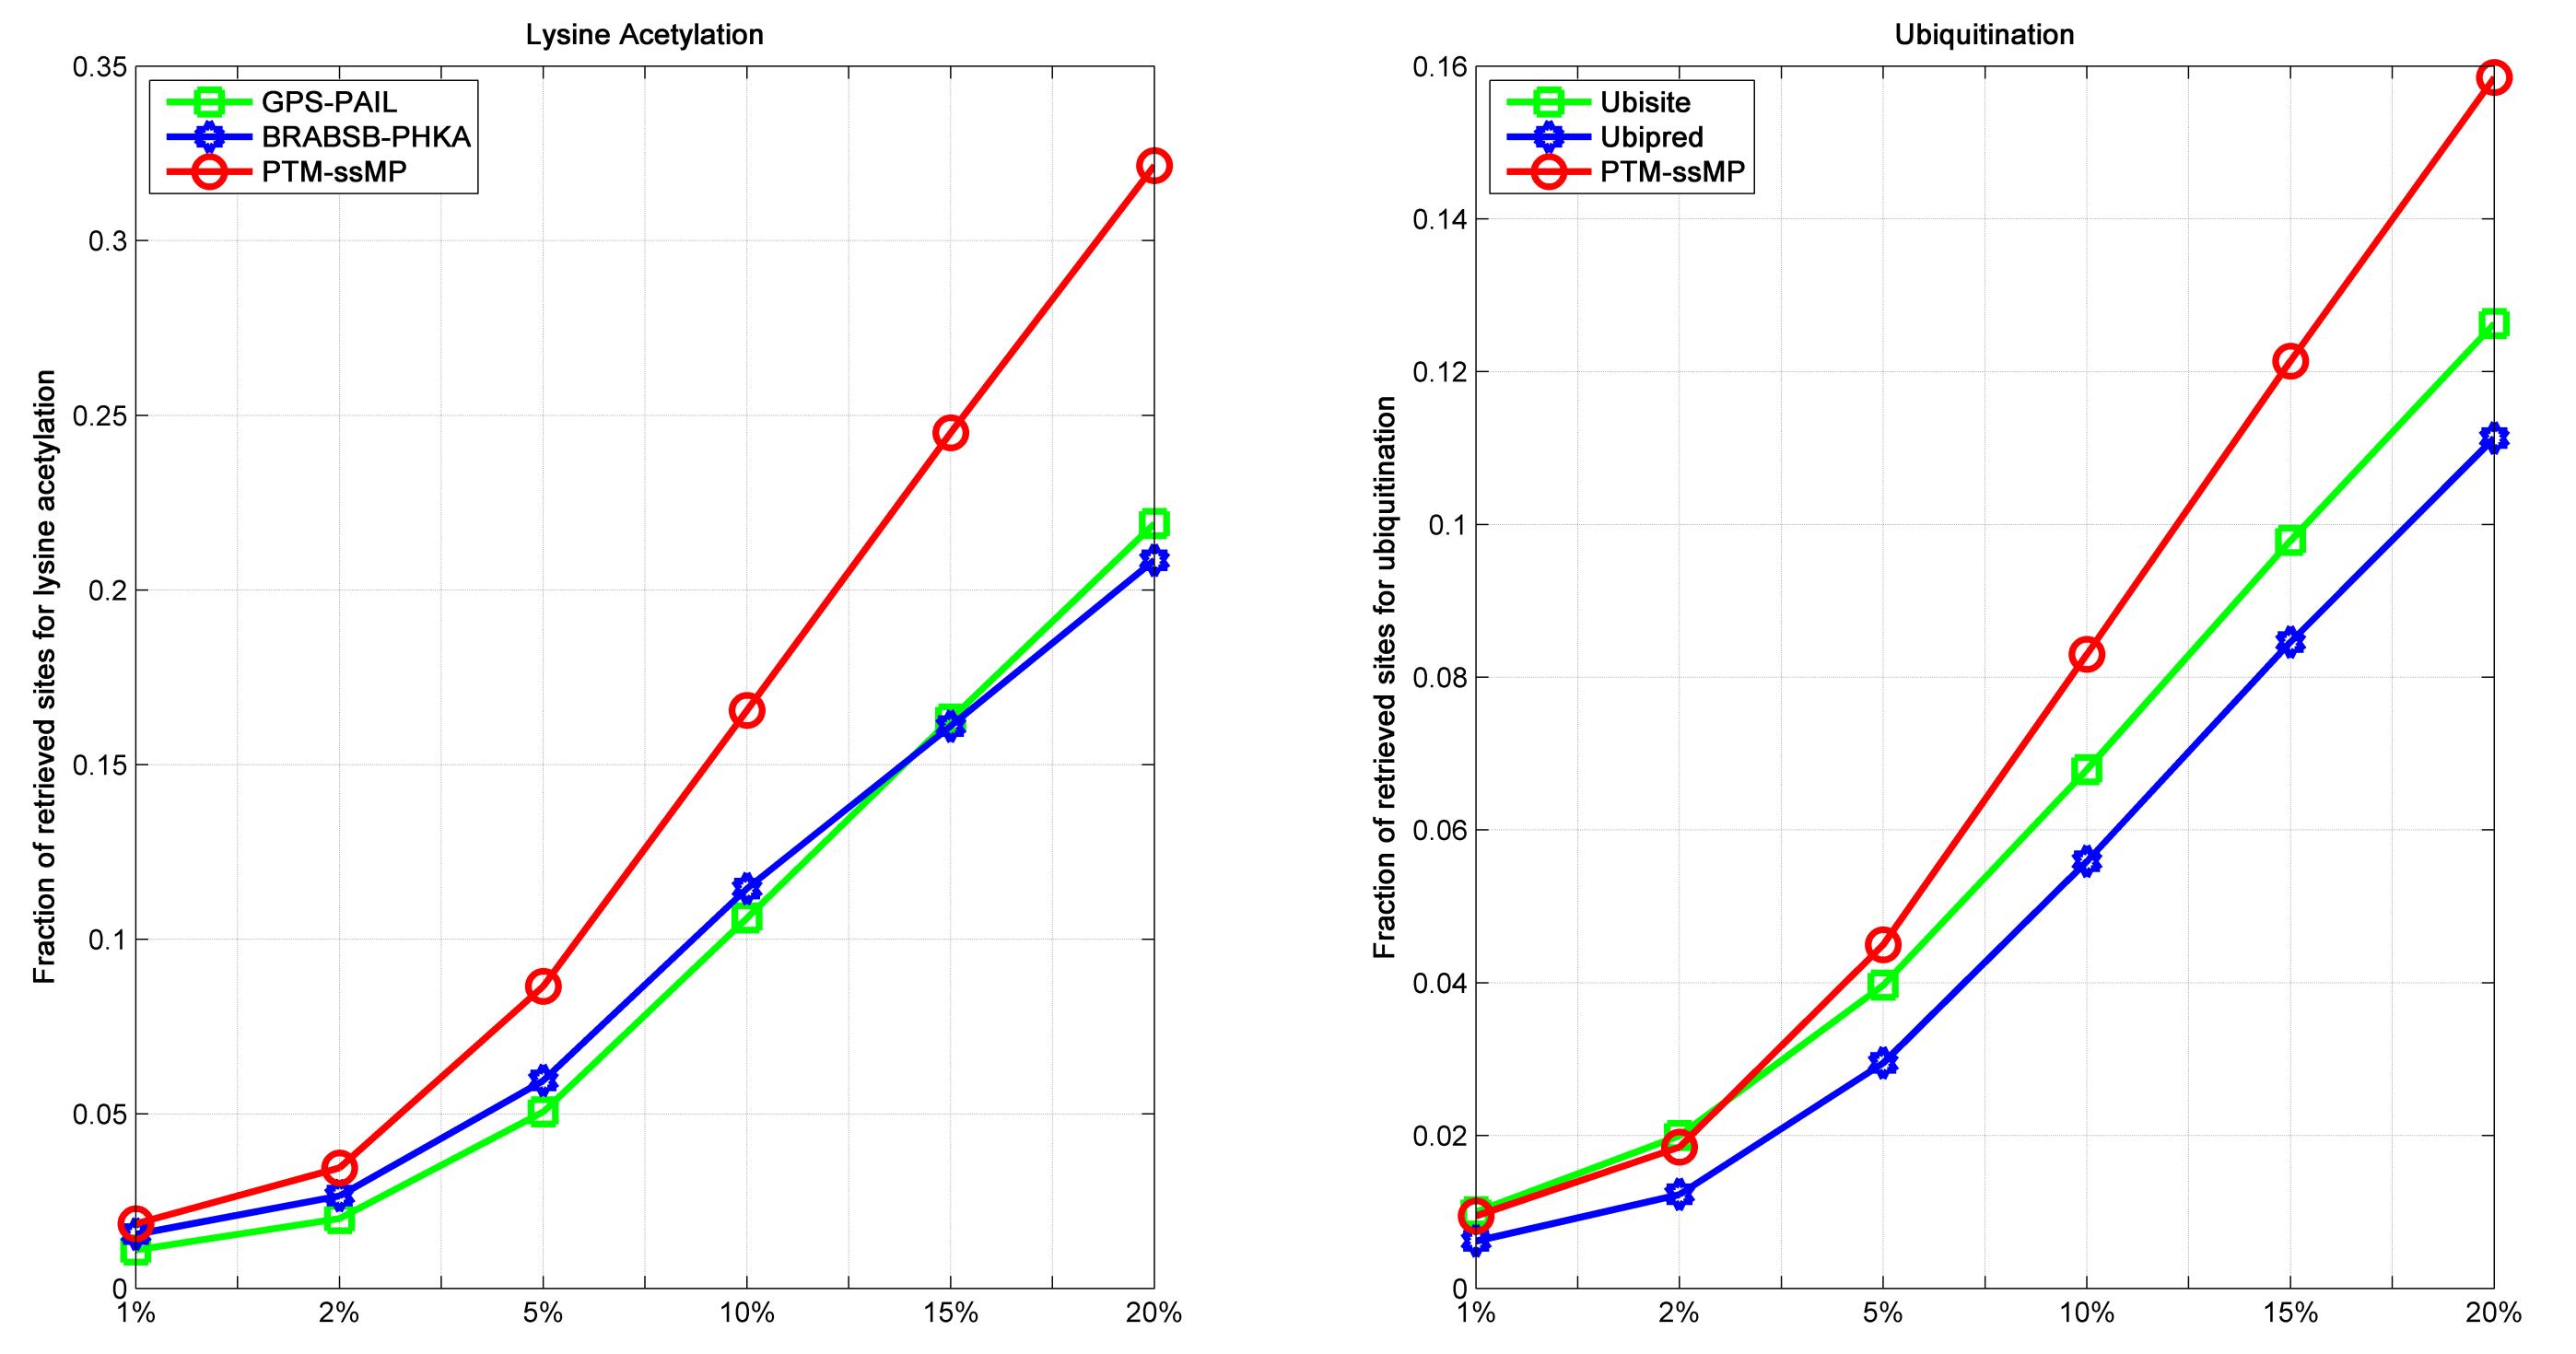 Lysine Acetylation
0.35
0.3
0.25
0.2
0.15
0.1
0.05
0
Fraction of retrieved sites for lysine acetylation
GPS-PAIL
BRABSB-PHKA
PTM-ssMP
1% 2% 5% 10% 15% 20%
Ubiquitination
0.16
0.14
0.12
0.1
0.08
0.06
0.04
0.02
0
Fraction of retrieved sites for ubiquitination
Ubisite
Ubipred
PTM-ssMP
1% 2% 5% 10% 15% 20%